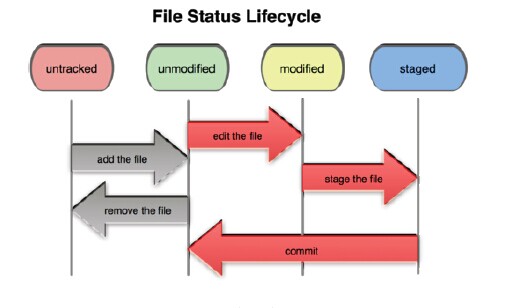 File Status Lifecycle
untracked
unmodified
modified
staged
edit the file
add the file
stage the file
remove the file
commit